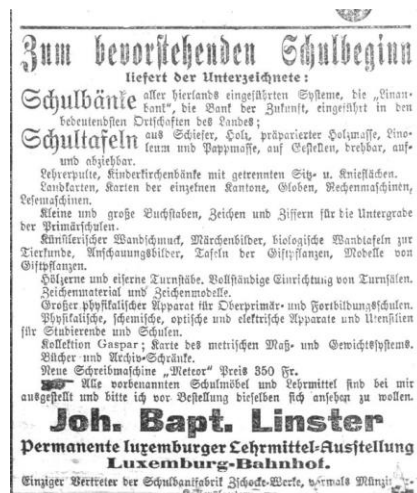 Zum bevorstehenden Schulbeginn
liefert der Unterzeichnete:
Schulbänke aller hierlands eingeführten Systeme, die „Linan-
bank“, die Bank der Zukunft, eingeführt in den
bedeutendsten Ortschaften des Landes;
Schultafeln aus Schiefer, Holz, präparierter Holzmasse, Lino-
leum und Pappmasse, auf Gestellen, drehbar, auf-
und abziehbar.
Lehrerpulte, Kinderkirchenbänke mit getrennten Sitz- u. Knieflächen.
Landkarten, Karten der einzelnen Kantone, Globen, Rechenmaschinen,
Lesemaschinen.
Kleine und große Buchstaben, Zeichen und Ziffern für die Untergrade
der Primärschulen.
Künstlerischer Wandschmuck, Märchenbilder, biologische Wandtafeln zur
Tierkunde, Anschauungsbilder, Tafeln der Giftpflanzen, Modelle von
Giftpflanzen.
Hölzerne und eiserne Turnstäbe. Vollständige Einrichtung von Turnsälen.
Zeichenmaterial und Zeichenmodelle.
Großer physikalischer Apparat für Oberprimär- und Fortbildungsschulen.
Physikalische, chemische, optische und elektrische Apparate und Utensilien
für Studierende und Schulen.
Kollektion Gaspar; Karte des metrischen Maß- und Gewichtssystems.
Bücher und Archiv-Schränke.
Neue Schreibmaschine „Meteor“ Preis 350 Fr.
Alle vorbenannten Schulmöbel und Lehrmittel sind bei mir
ausgestellt und bitte ich vor Bestellung dieselben sich ansehen zu wollen.
Joh. Bapt. Linster
Permanente luxemburger Lehrmittel-Ausstellung
Luxemburg-Bahnhof.
Einziger Vertreter der Schulbankfabrik Zschocke-Werke, vormals